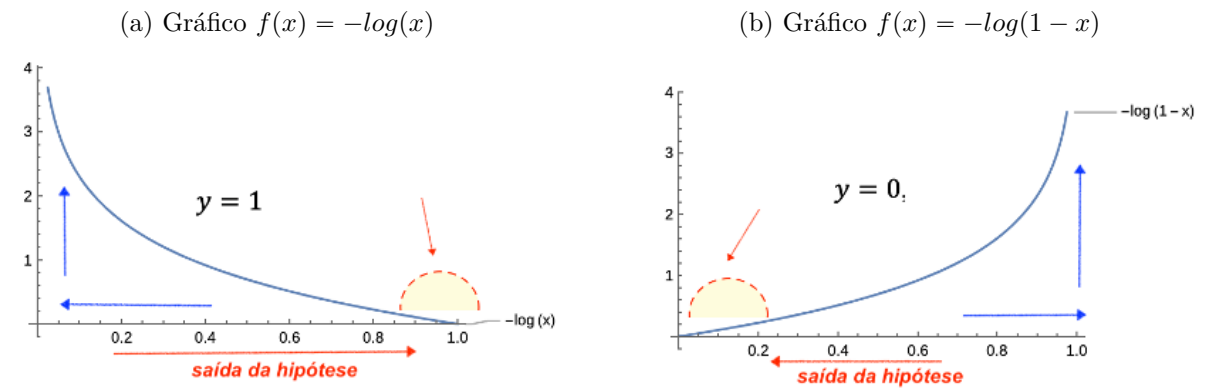 (a) Gráfico f(x) = −log(x)
4
3
2
1
0.2 0.4 0.6 0.8 1.0
y = 1
−log (x)
saída da hipótese
(b) Gráfico f(x) = −log(1 − x)
4
3
2
1
0.2 0.4 0.6 0.8 1.0
−log (1 − x)
y = 0,
saída da hipótese